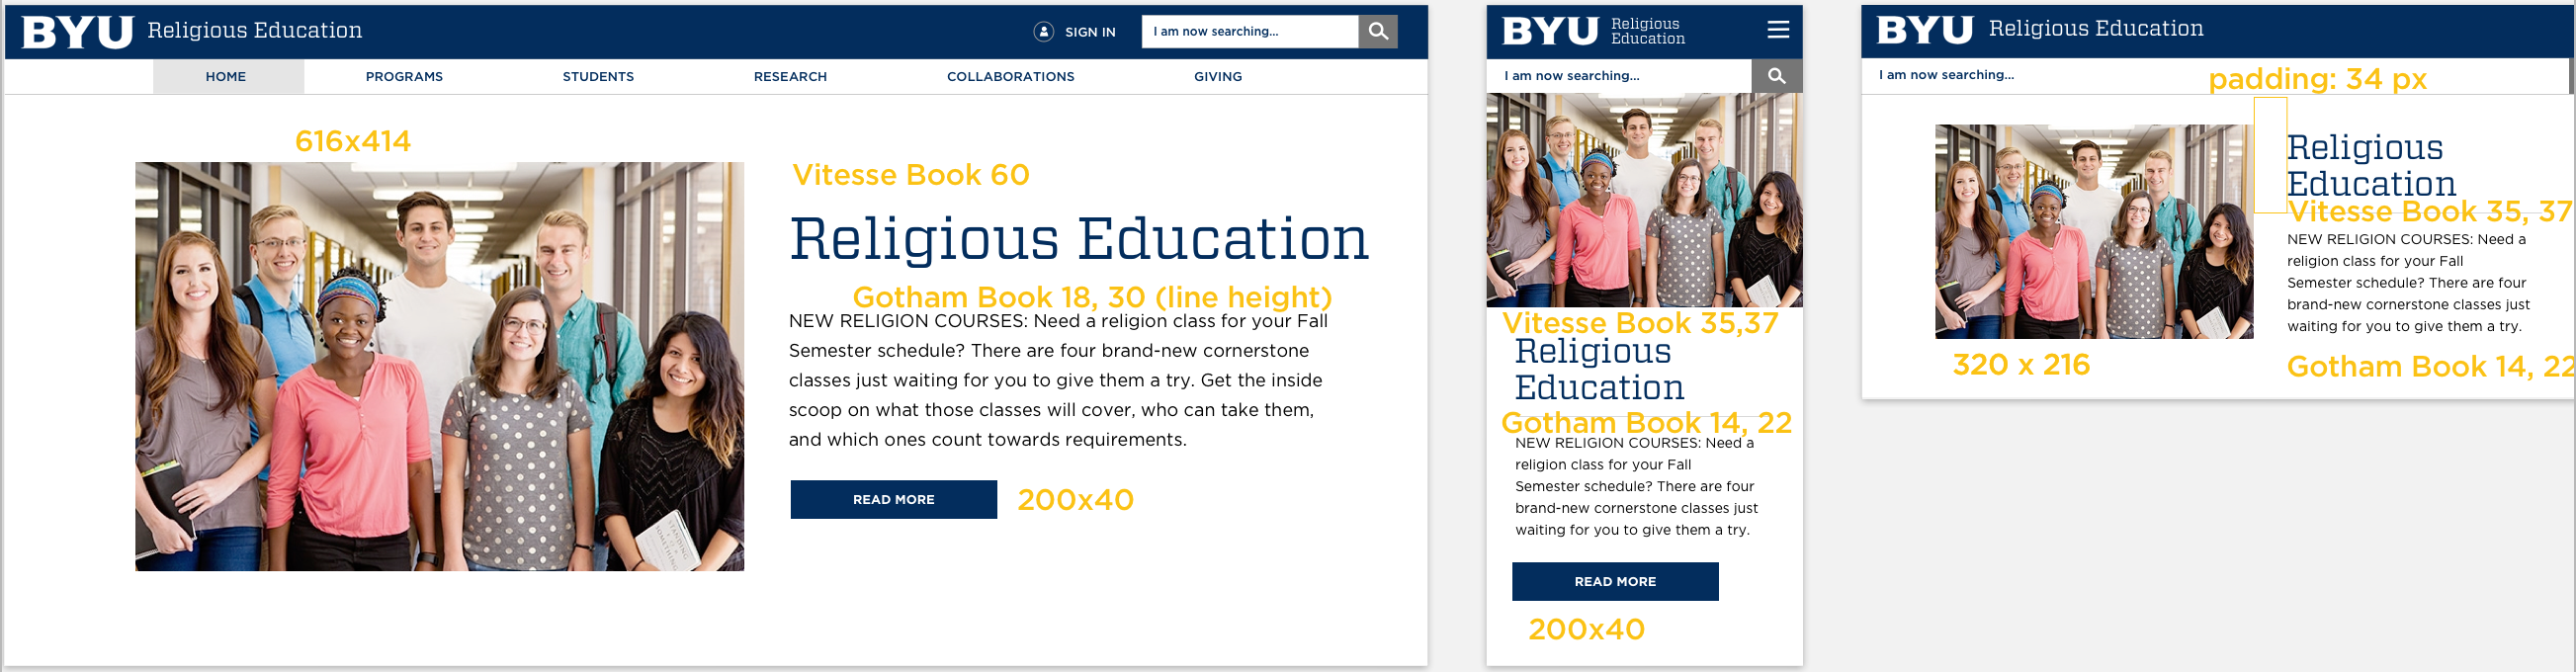 BYU Religious Education
SIGN IN
I am now searching...
HOME PROGRAMS STUDENTS RESEARCH COLLABORATIONS GIVING
616x414
Vitesse Book 60
Religious Education
Gotham Book 18, 30 (line height)
NEW RELIGION COURSES: Need a religion class for your Fall
Semester schedule? There are four brand-new cornerstone
classes just waiting for you to give them a try. Get the inside
scoop on what those classes will cover, who can take them,
and which ones count towards requirements.
READ MORE
200x40
STANDING
FOR
SOMETHING
BYU Religious
Education
I am now searching...
Vitesse Book 35,37
Religious
Education
Gotham Book 14, 22
NEW RELIGION COURSES: Need a
religion class for your Fall
Semester schedule? There are four
brand-new cornerstone classes just
waiting for you to give them a try.
READ MORE
200x40
BYU Religious Education
I am now searching...
padding: 34 px
Religious
Education
Vitesse Book 35, 37
NEW RELIGION COURSES: Need a
religion class for your Fall
Semester schedule? There are four
brand-new cornerstone classes just
waiting for you to give them a try.
320 x 216
Gotham Book 14, 22